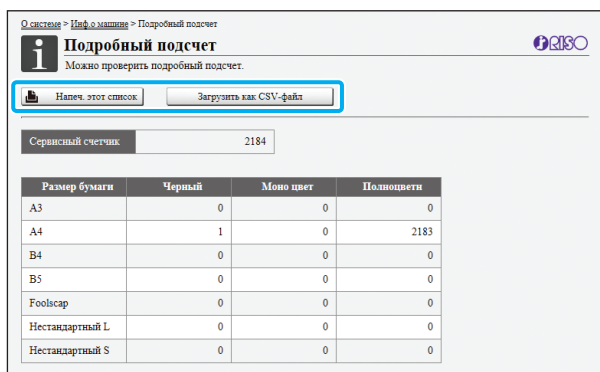 О системе > Инф.о машине > Подробный подсчет
i Подробный подсчет RISO
Можно проверить подробный подсчет.
Напеч. этот список Загрузить как CSV-файл
Сервисный счетчик 2184
Размер бумаги Черный Моно цвет Полноцветн
A3 0 0 0
A4 1 0 2183
B4 0 0 0
B5 0 0 0
Foolscap 0 0 0
Нестандартный L 0 0 0
Нестандартный S 0 0 0